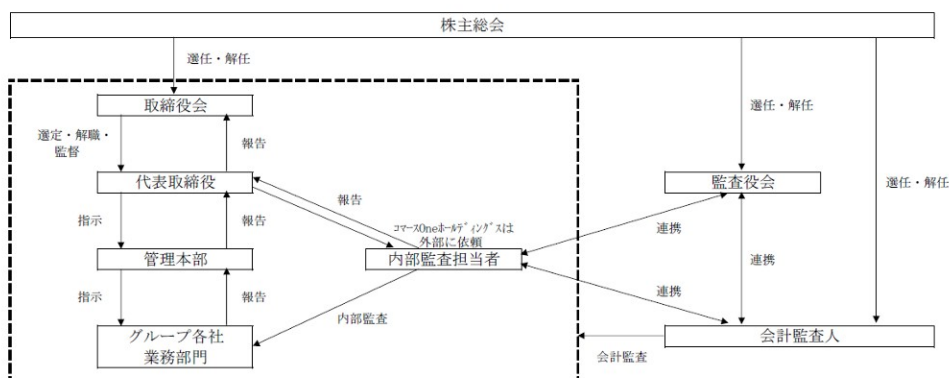 株主総会
選任・解任
取締役会
選任・解任
選定・解職・
監督
報告
代表取締役
監査役会
選任・解任
報告
指示
報告
コマースOneホールディングスは
外部に依頼
連携
管理本部
内部監査担当者
連携
指示
報告
連携
内部監査
グループ各社
業務部門
会計監査人
会計監査